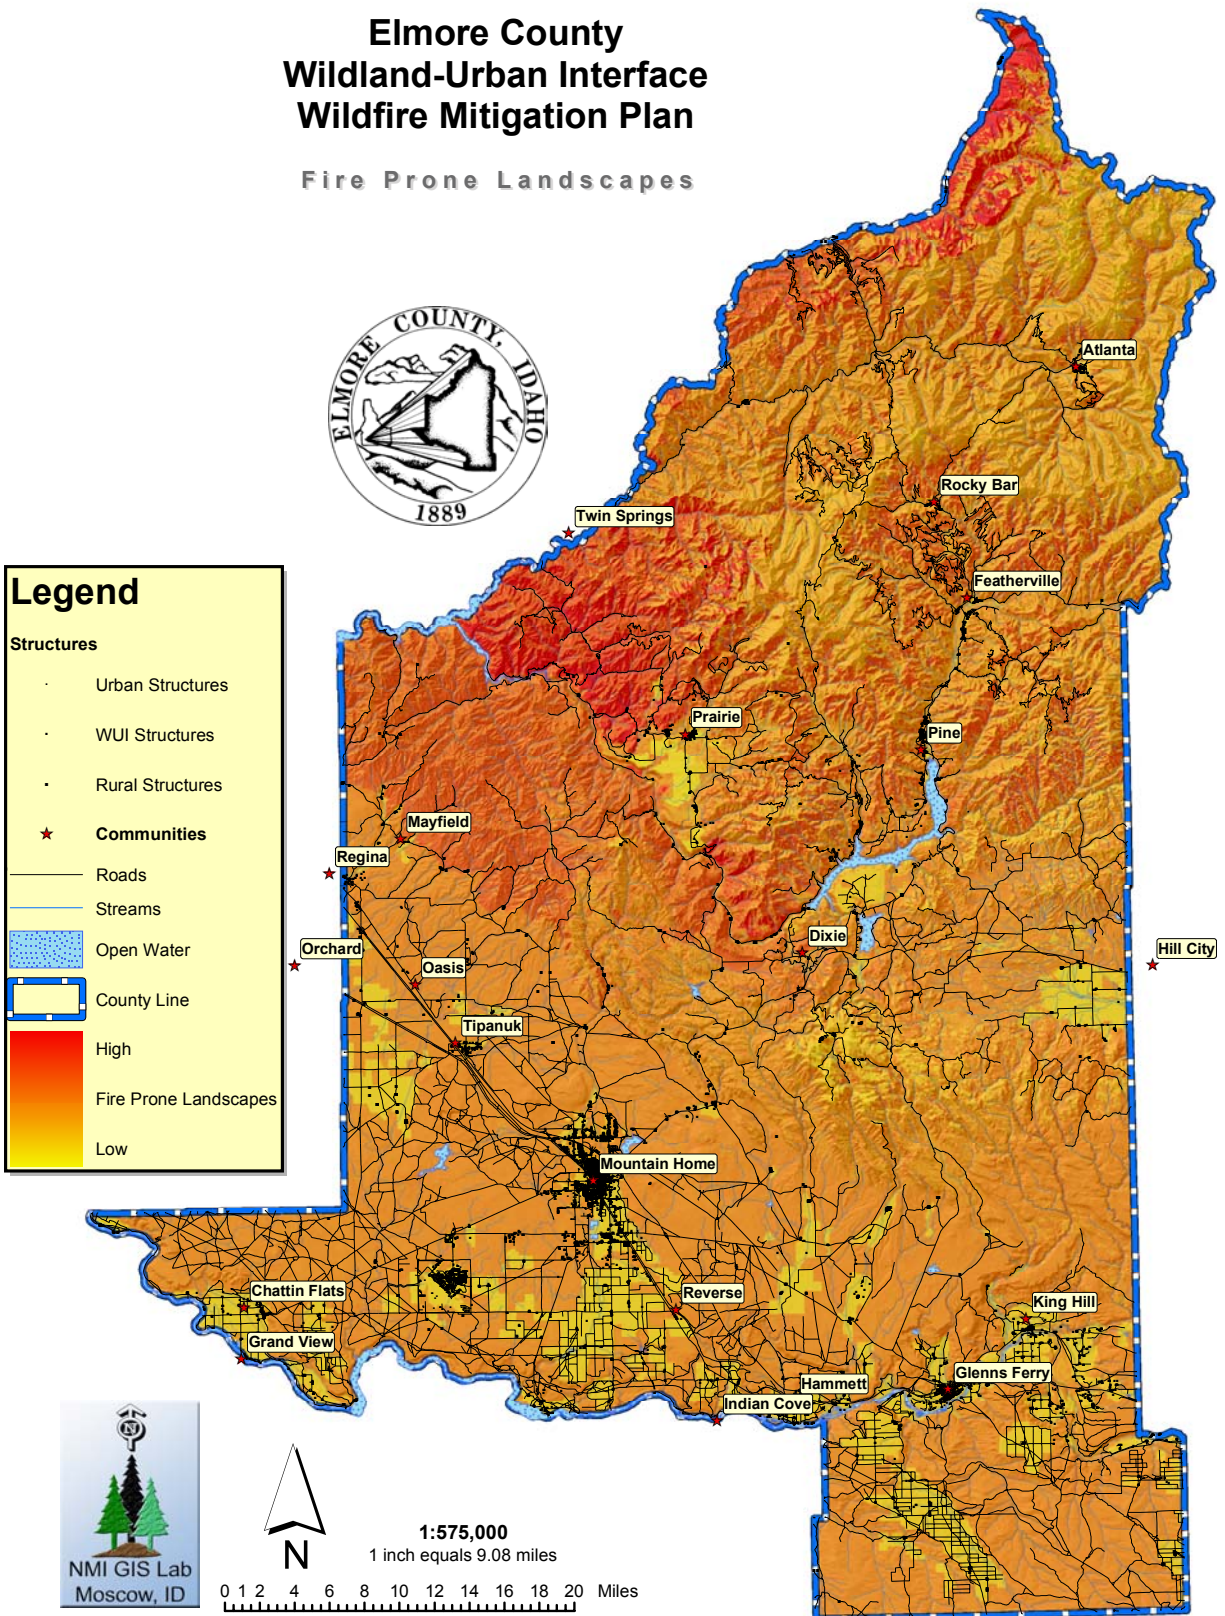 Elmore County
Wildland-Urban Interface
Wildfire Mitigation Plan
Fire Prone Landscapes
ELMORE COUNTY, IDAHO
1889
Atlanta
Rocky Bar
Twin Springs
Featherville
Legend
Structures
Urban Structures
WUI Structures
Rural Structures
Communities
Roads
Streams
Open Water
County Line
High
Fire Prone Landscapes
Low
Prairie
Pine
Mayfield
Regina
Dixie
Orchard
Hill City
Oasis
Tipanuk
Mountain Home
Chattin Flats
Reverse
King Hill
Grand View
Glenns Ferry
Hammett
Indian Cove
N
NMI GIS Lab
Moscow, ID
N
1:575,000
1 inch equals 9.08 miles
0 1 2 4 6 8 10 12 14 16 18 20 Miles